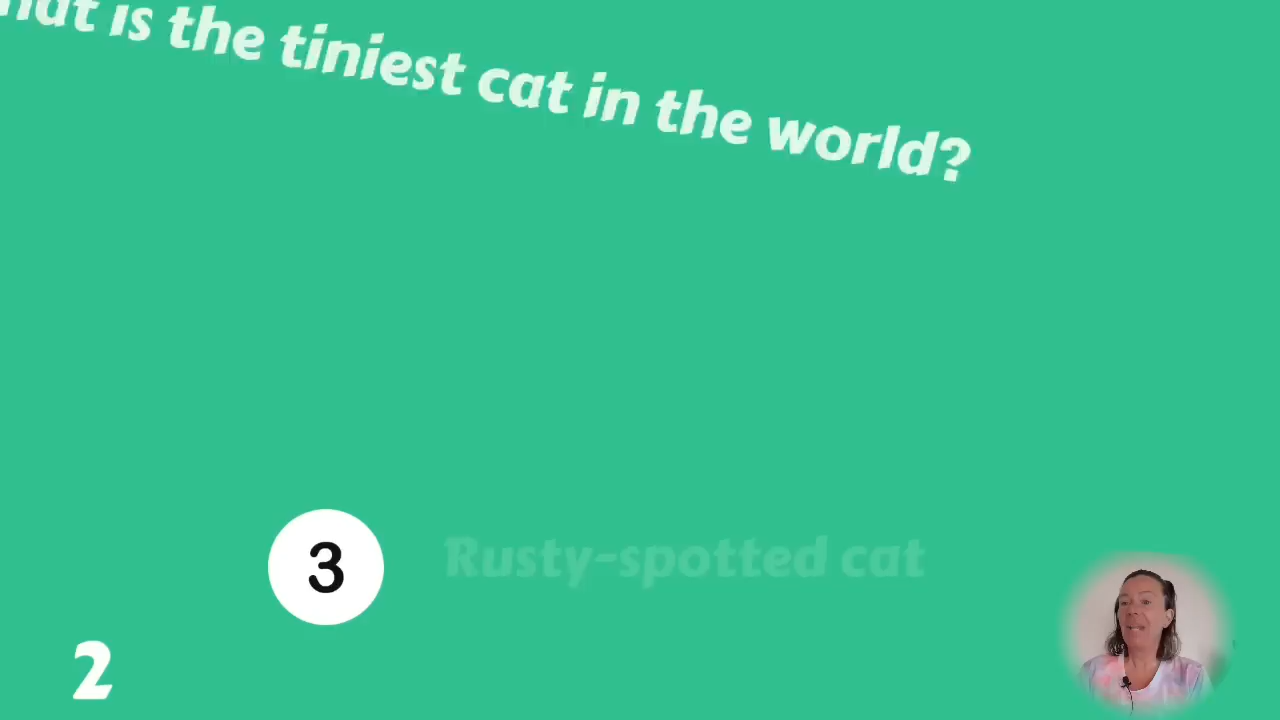 is the tiniest cat in the world?
3 Rusty-spotted cat
2